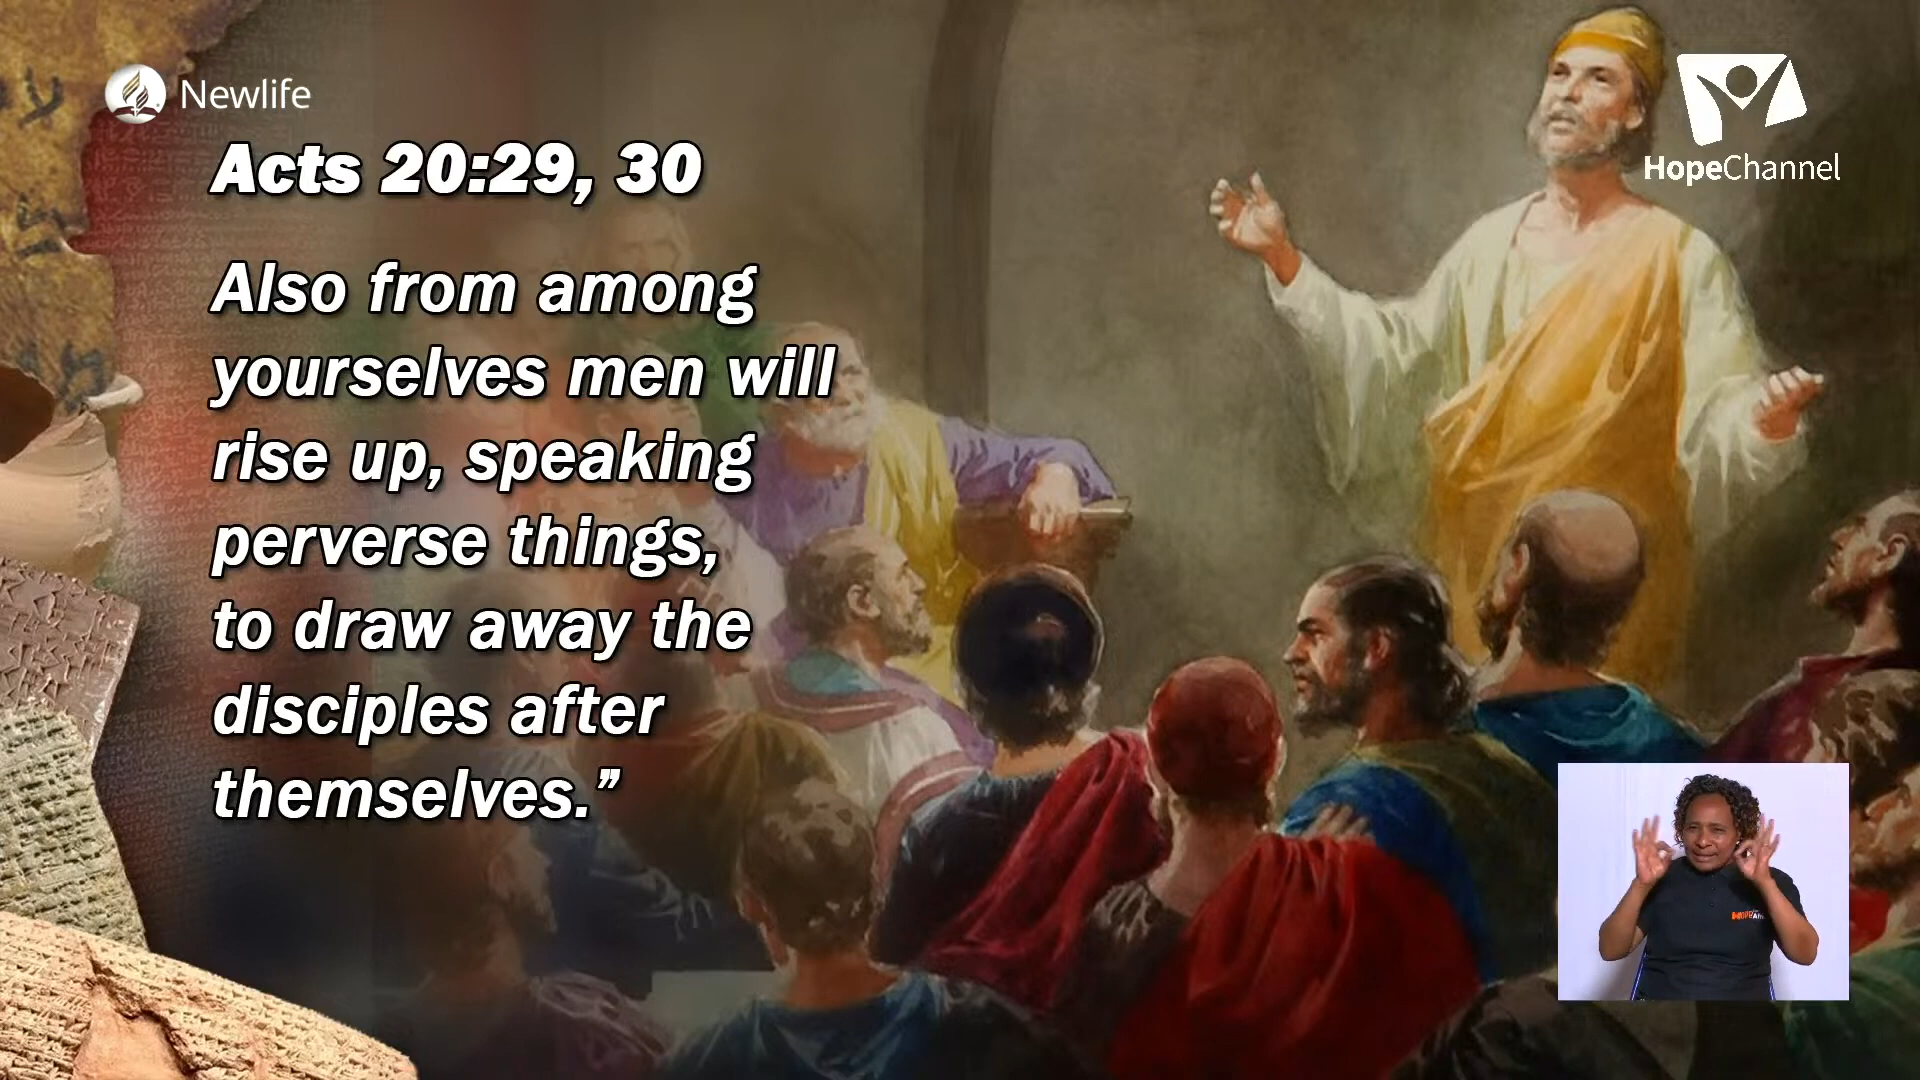 Newlife
HopeChannel
Acts 20:29, 30
Also from among
yourselves men will
rise up, speaking
perverse things,
to draw away the
disciples after
themselves.”